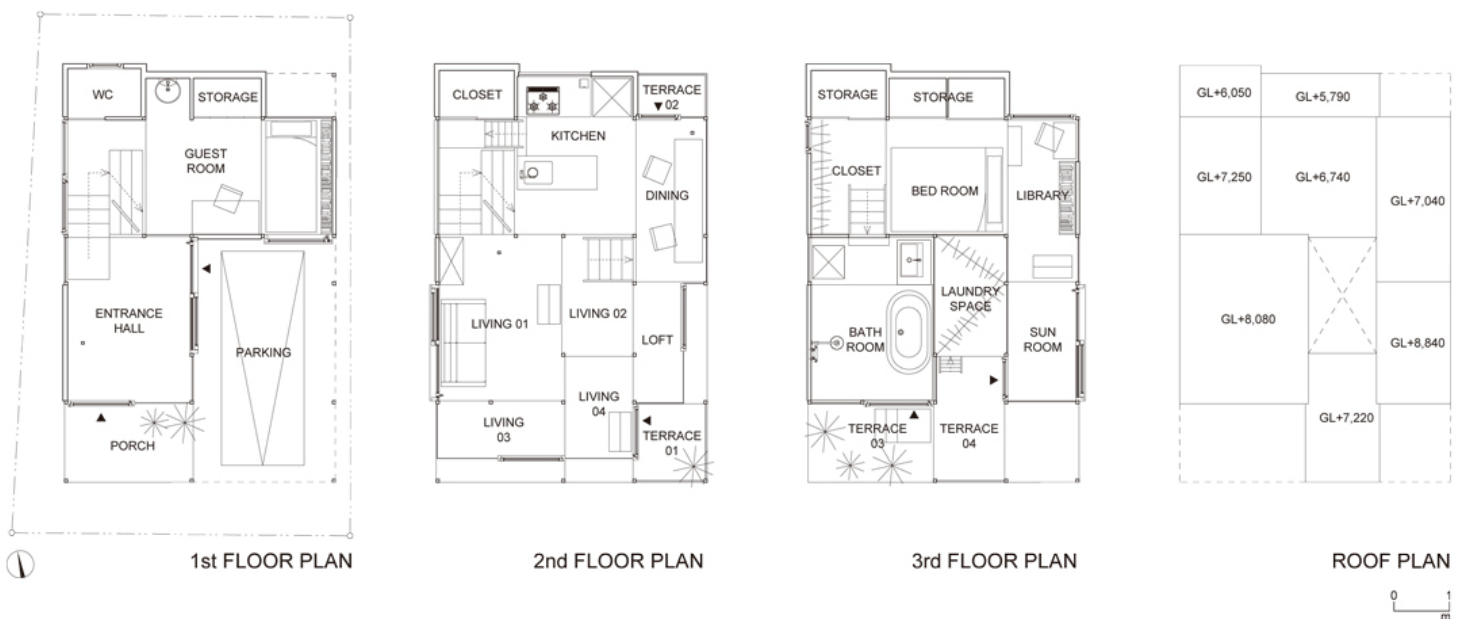 WC
STORAGE
GUEST
ROOM
ENTRANCE
HALL
PARKING
PORCH
1st FLOOR PLAN
CLOSET
TERRACE
02
KITCHEN
DINING
LIVING 01
LIVING 02
LOFT
LIVING
04
LIVING
03
TERRACE
01
2nd FLOOR PLAN
STORAGE
STORAGE
CLOSET
BED ROOM
LIBRARY
LAUNDRY
SPACE
BATH
ROOM
SUN
ROOM
TERRACE
03
TERRACE
04
3rd FLOOR PLAN
GL+6,050
GL+5,790
GL+7,250
GL+6,740
GL+7,040
GL+8,080
GL+8,840
GL+7,220
ROOF PLAN
0 1
m